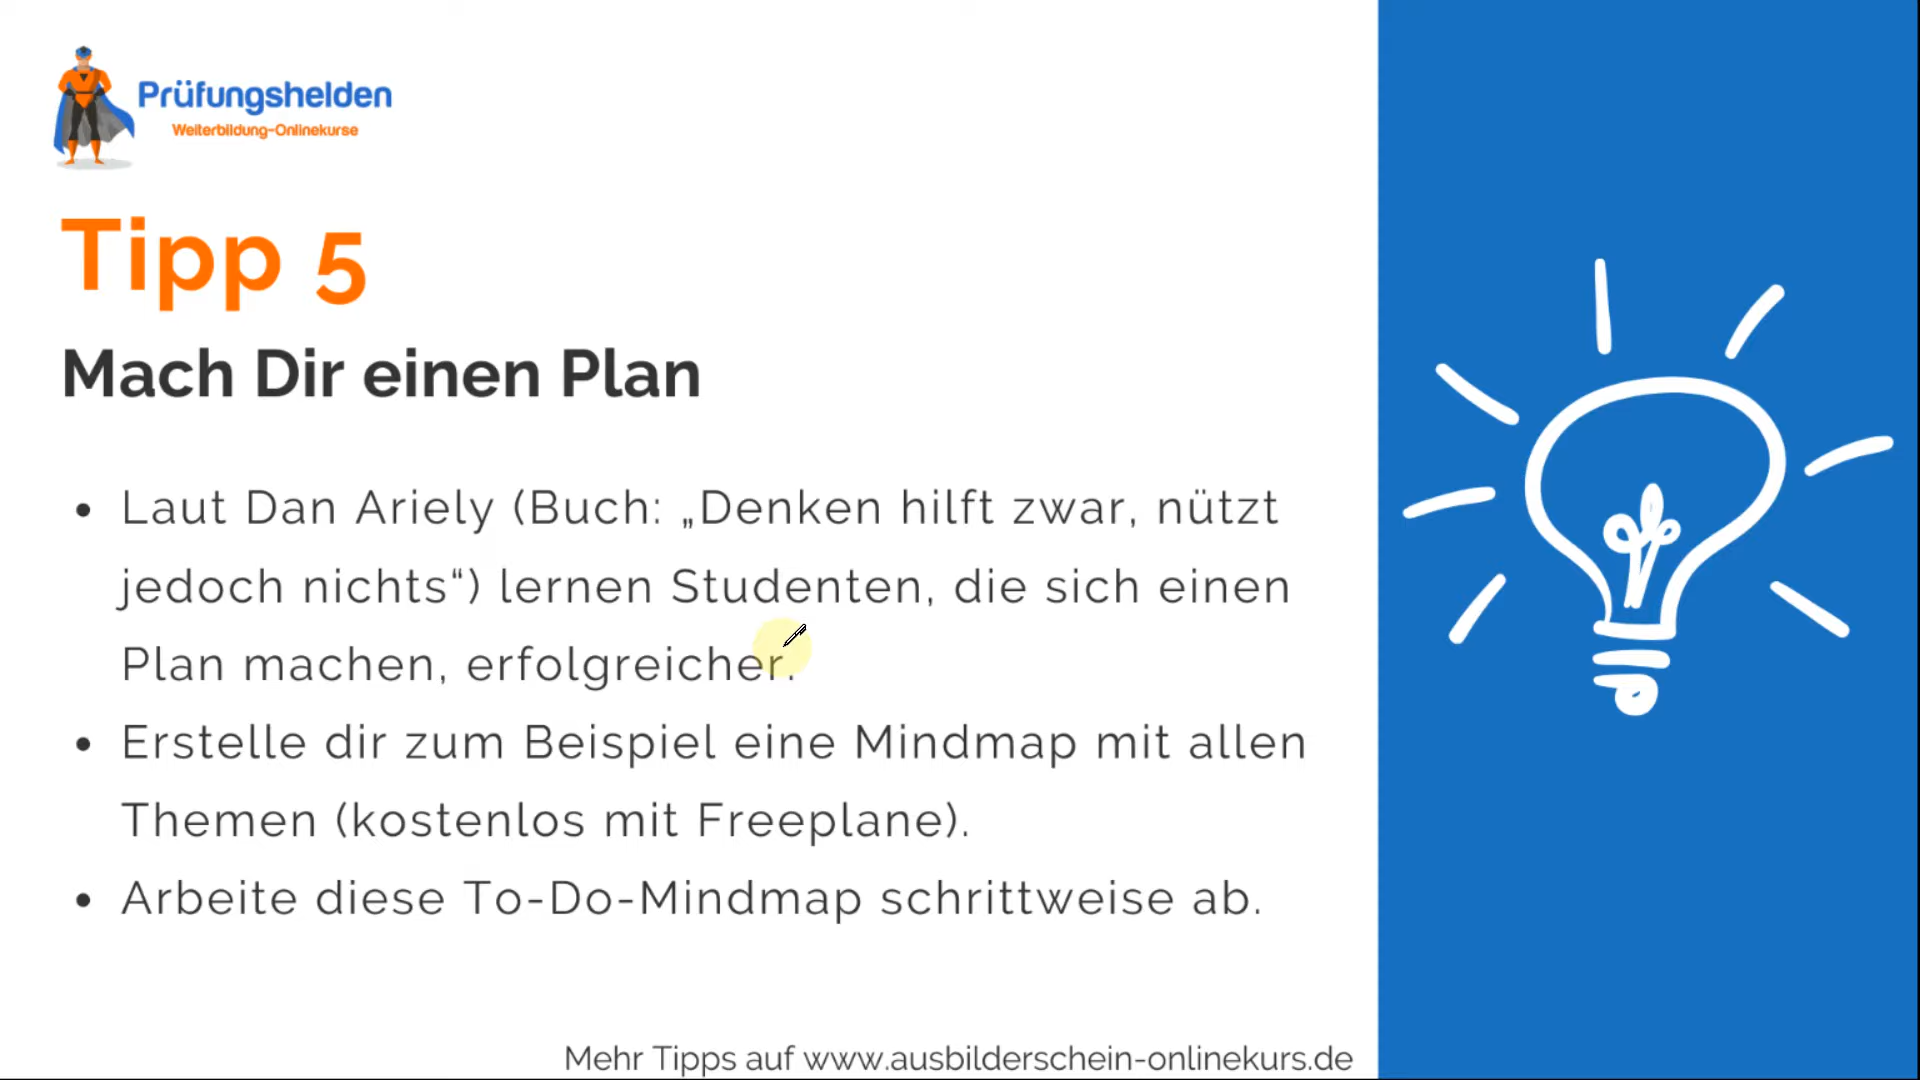 Prüfungshelden
Weiterbildung-Onlinekurse
Tipp 5
Mach Dir einen Plan
• Laut Dan Ariely (Buch: „Denken hilft zwar, nützt
jedoch nichts“) lernen Studenten, die sich einen
Plan machen, erfolgreicher.
• Erstelle dir zum Beispiel eine Mindmap mit allen
Themen (kostenlos mit Freeplane).
• Arbeite diese To-Do-Mindmap schrittweise ab.
Mehr Tipps auf www.ausbilderschein-onlinekurs.de